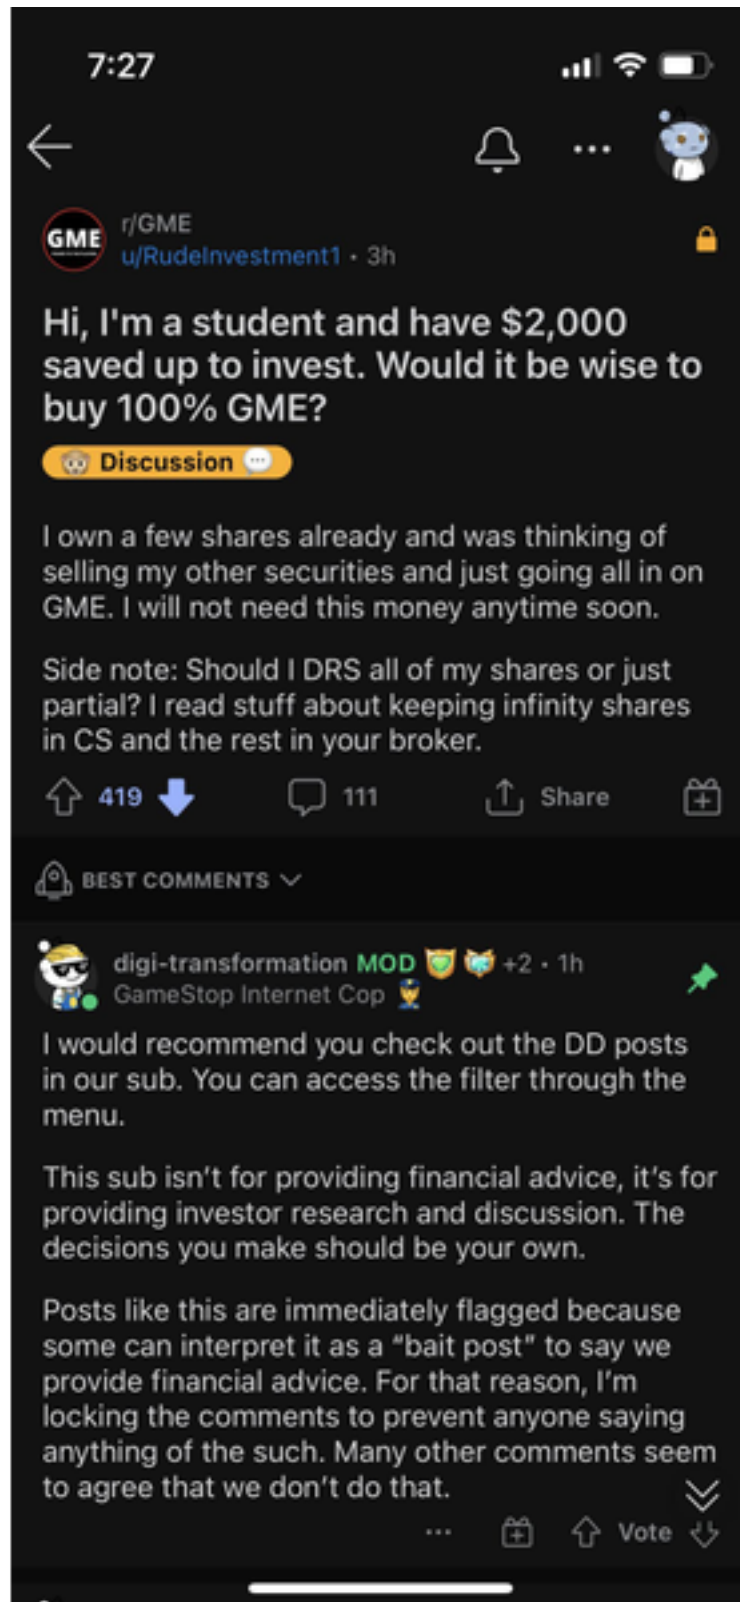 7:27
GME
r/GME
u/RudeInvestment1 • 3h
Hi, I'm a student and have $2,000
saved up to invest. Would it be wise to
buy 100% GME?
Discussion
I own a few shares already and was thinking of
selling my other securities and just going all in on
GME. I will not need this money anytime soon.
Side note: Should I DRS all of my shares or just
partial? I read stuff about keeping infinity shares
in CS and the rest in your broker.
419
111
Share
BEST COMMENTS
digi-transformation MOD +2 • 1h
GameStop Internet Cop
I would recommend you check out the DD posts
in our sub. You can access the filter through the
menu.
This sub isn't for providing financial advice, it's for
providing investor research and discussion. The
decisions you make should be your own.
Posts like this are immediately flagged because
some can interpret it as a “bait post” to say we
provide financial advice. For that reason, I'm
locking the comments to prevent anyone saying
anything of the such. Many other comments seem
to agree that we don't do that.
Vote